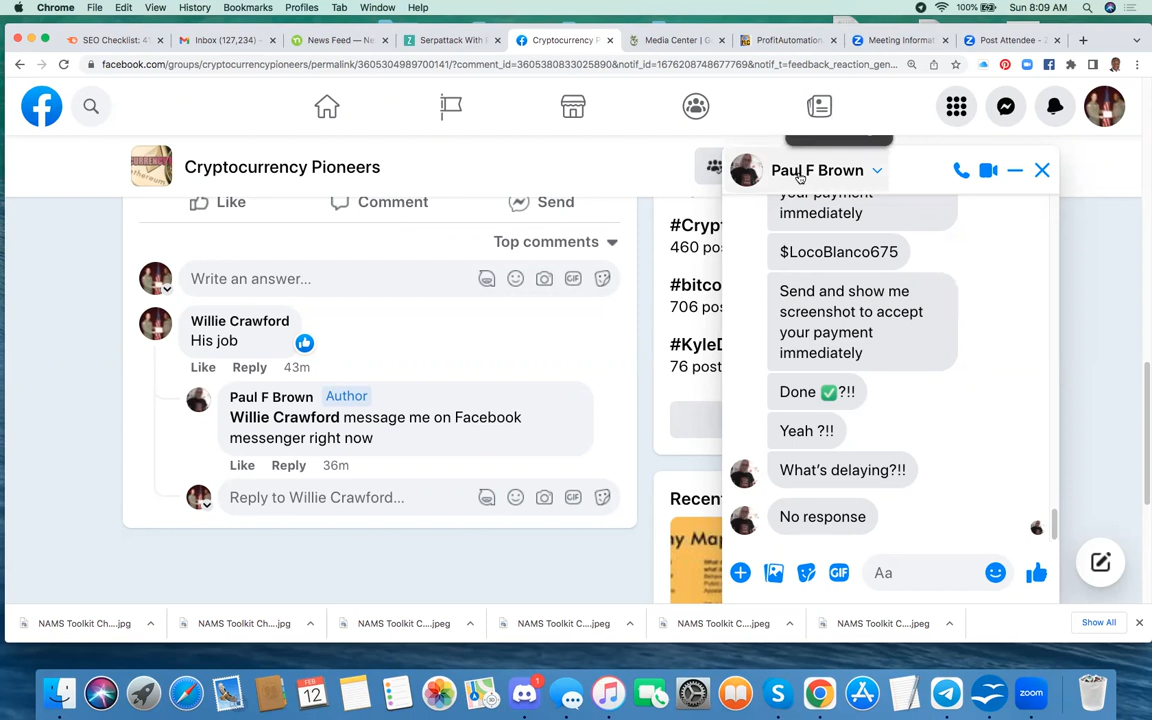 Chrome File Edit View History Bookmarks Profiles Tab Window Help 100% Sun 8:09 AM
SEO Checklist: 4 Inbox (127,234) - News Feed — Ne Serpattack With Cryptocurrency P Media Center | G ProfitAutomation Meeting Informat Post Attendee - Z
facebook.com/groups/cryptocurrencypioneers/permalink/3605304989700141/?comment_id=3605380833025890&notif_id=1676208748677769&notif_t=feedback_reaction_gen...
Cryptocurrency Pioneers
Like Comment Send
Top comments
Write an answer...
Willie Crawford
His job
Like Reply 43m
Paul F Brown Author
Willie Crawford message me on Facebook
messenger right now
Like Reply 36m
Reply to Willie Crawford...
#Cryp
460 pos
#bitco
706 pos
#KyleD
76 post
Recen
Paul F Brown
your payment
immediately
$LocoBlanco675
Send and show me
screenshot to accept
your payment
immediately
Done ✅?!!
Yeah ?!!
What's delaying?!!
No response
GIF Aa
NAMS Toolkit Ch....jpg NAMS Toolkit Ch....jpg NAMS Toolkit C....jpeg NAMS Toolkit C....jpeg NAMS Toolkit C....jpeg NAMS Toolkit C....jpeg Show All
FEB
12
1
zoom